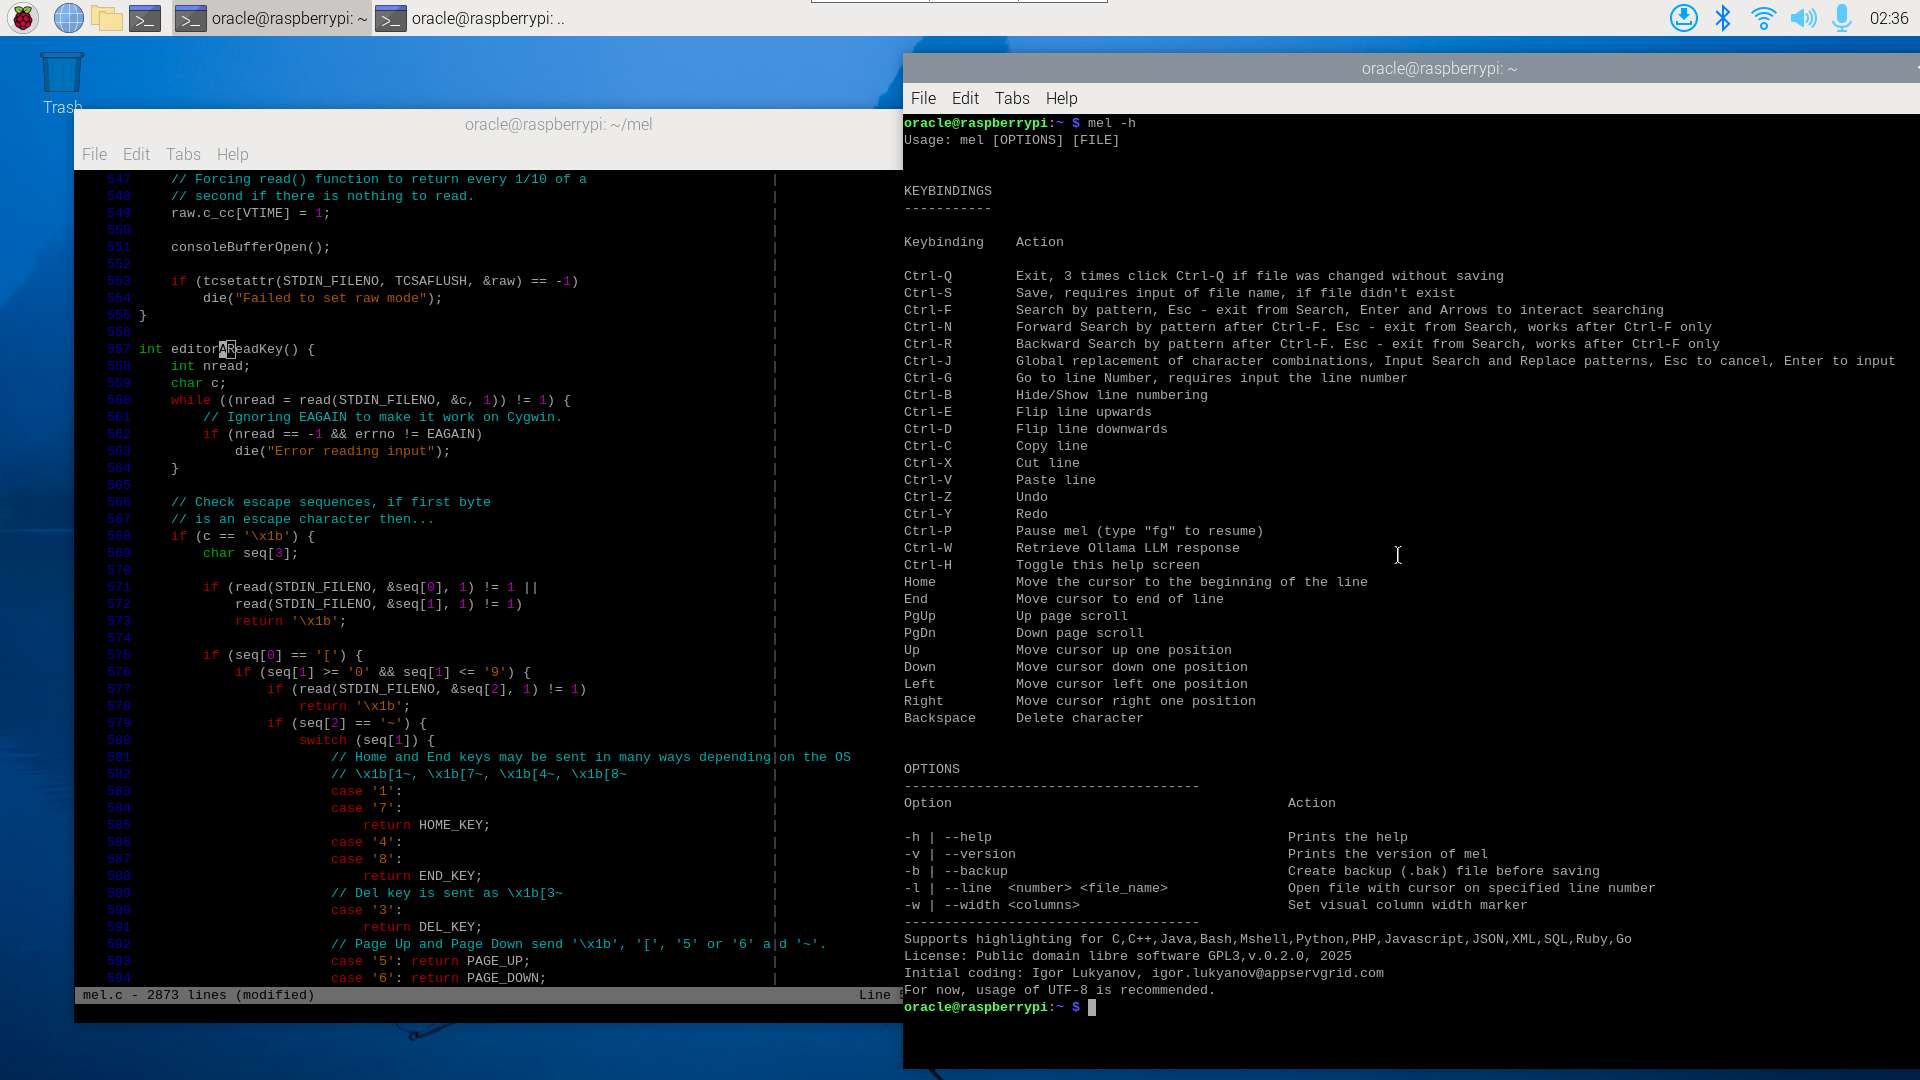 oracle@raspberrypi: ~
oracle@raspberrypi: ..
02:36
Trash
oracle@raspberrypi: ~/mel
File Edit Tabs Help
547 // Forcing read() function to return every 1/10 of a
548 // second if there is nothing to read.
549 raw.c_cc[VTIME] = 1;
550
551 consoleBufferOpen();
552
553 if (tcsetattr(STDIN_FILENO, TCSAFLUSH, &raw) == -1)
554 die("Failed to set raw mode");
555 }
556
557 int editorAReadKey() {
558 int nread;
559 char c;
560 while ((nread = read(STDIN_FILENO, &c, 1)) != 1) {
561 // Ignoring EAGAIN to make it work on Cygwin.
562 if (nread == -1 && errno != EAGAIN)
563 die("Error reading input");
564 }
565
566 // Check escape sequences, if first byte
567 // is an escape character then...
568 if (c == '\x1b') {
569 char seq[3];
570
571 if (read(STDIN_FILENO, &seq[0], 1) != 1 ||
572 read(STDIN_FILENO, &seq[1], 1) != 1)
573 return '\x1b';
574
575 if (seq[0] == '[') {
576 if (seq[1] >= '0' && seq[1] <= '9') {
577 if (read(STDIN_FILENO, &seq[2], 1) != 1)
578 return '\x1b';
579 if (seq[2] == '~') {
580 switch (seq[1]) {
581 // Home and End keys may be sent in many ways depending on the OS
582 // \x1b[1~, \x1b[7~, \x1b[4~, \x1b[8~
583 case '1':
584 case '7':
585 return HOME_KEY;
586 case '4':
587 case '8':
588 return END_KEY;
589 // Del key is sent as \x1b[3~
590 case '3':
591 return DEL_KEY;
592 // Page Up and Page Down send '\x1b', '[', '5' or '6' a|d '~'.
593 case '5': return PAGE_UP;
594 case '6': return PAGE_DOWN;
mel.c - 2873 lines (modified) Line
oracle@raspberrypi: ~
File Edit Tabs Help
oracle@raspberrypi:~ $ mel -h
Usage: mel [OPTIONS] [FILE]
KEYBINDINGS
-----------
Keybinding Action
Ctrl-Q Exit, 3 times click Ctrl-Q if file was changed without saving
Ctrl-S Save, requires input of file name, if file didn't exist
Ctrl-F Search by pattern, Esc - exit from Search, Enter and Arrows to interact searching
Ctrl-N Forward Search by pattern after Ctrl-F. Esc - exit from Search, works after Ctrl-F only
Ctrl-R Backward Search by pattern after Ctrl-F. Esc - exit from Search, works after Ctrl-F only
Ctrl-J Global replacement of character combinations, Input Search and Replace patterns, Esc to cancel, Enter to input
Ctrl-G Go to line Number, requires input the line number
Ctrl-B Hide/Show line numbering
Ctrl-E Flip line upwards
Ctrl-D Flip line downwards
Ctrl-C Copy line
Ctrl-X Cut line
Ctrl-V Paste line
Ctrl-Z Undo
Ctrl-Y Redo
Ctrl-P Pause mel (type "fg" to resume)
Ctrl-W Retrieve Ollama LLM response
Ctrl-H Toggle this help screen
Home Move the cursor to the beginning of the line
End Move cursor to end of line
PgUp Up page scroll
PgDn Down page scroll
Up Move cursor up one position
Down Move cursor down one position
Left Move cursor left one position
Right Move cursor right one position
Backspace Delete character
OPTIONS
-------------------------------------
Option Action
-h | --help Prints the help
-v | --version Prints the version of mel
-b | --backup Create backup (.bak) file before saving
-l | --line <number> <file_name> Open file with cursor on specified line number
-w | --width <columns> Set visual column width marker
-------------------------------------
Supports highlighting for C,C++,Java,Bash,Mshell,Python,PHP,Javascript,JSON,XML,SQL,Ruby,Go
License: Public domain libre software GPL3,v.0.2.0, 2025
Initial coding: Igor Lukyanov, igor.lukyanov@appservgrid.com
For now, usage of UTF-8 is recommended.
oracle@raspberrypi:~ $